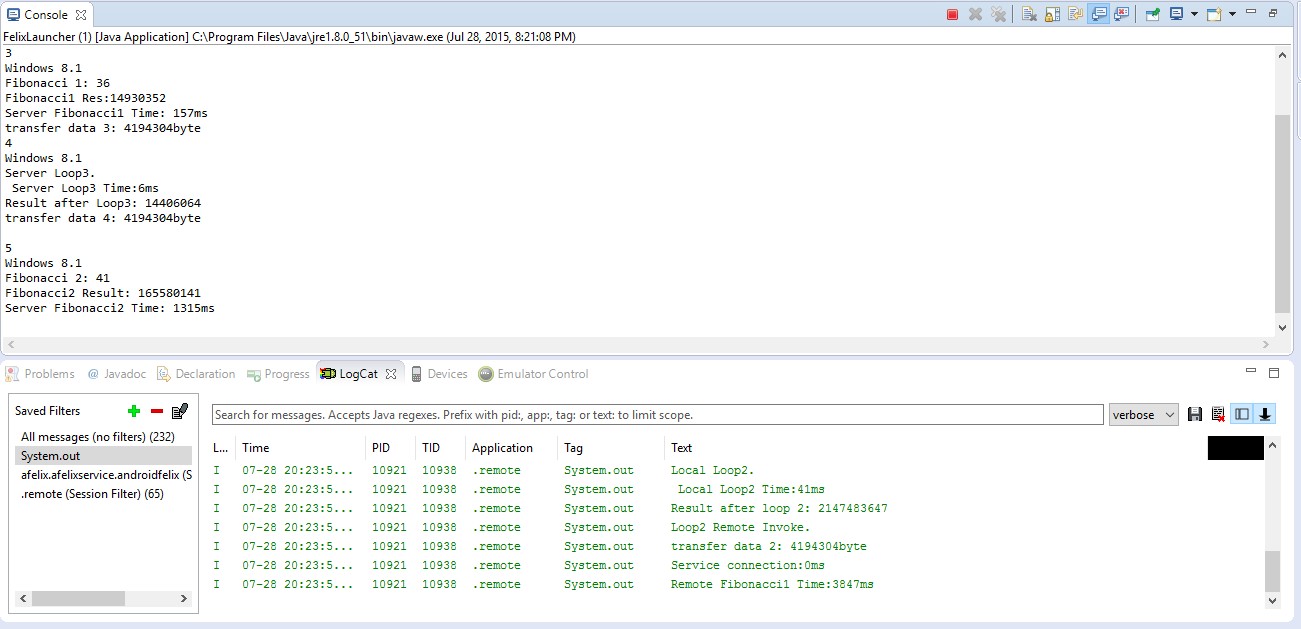 Console
FelixLauncher (1) [Java Application] C:\Program Files\Java\jre1.8.0_51\bin\javaw.exe (Jul 28, 2015, 8:21:08 PM)
3
Windows 8.1
Fibonacci 1: 36
Fibonacci1 Res:14930352
Server Fibonacci1 Time: 157ms
transfer data 3: 4194304byte
4
Windows 8.1
Server Loop3.
Server Loop3 Time:6ms
Result after Loop3: 14406064
transfer data 4: 4194304byte
5
Windows 8.1
Fibonacci 2: 41
Fibonacci2 Result: 165580141
Server Fibonacci2 Time: 1315ms
Problems @ Javadoc Declaration Progress LogCat Devices Emulator Control
Saved Filters
All messages (no filters) (232)
System.out
afelix.afelixservice.androidfelix (S
.remote (Session Filter) (65)
Search for messages. Accepts Java regexes. Prefix with pid:, app:, tag: or text: to limit scope. verbose
L... Time PID TID Application Tag Text
I 07-28 20:23:5... 10921 10938 .remote System.out Local Loop2.
I 07-28 20:23:5... 10921 10938 .remote System.out Local Loop2 Time:41ms
I 07-28 20:23:5... 10921 10938 .remote System.out Result after loop 2: 2147483647
I 07-28 20:23:5... 10921 10938 .remote System.out Loop2 Remote Invoke.
I 07-28 20:23:5... 10921 10938 .remote System.out transfer data 2: 4194304byte
I 07-28 20:23:5... 10921 10938 .remote System.out Service connection:0ms
I 07-28 20:23:5... 10921 10938 .remote System.out Remote Fibonacci1 Time:3847ms